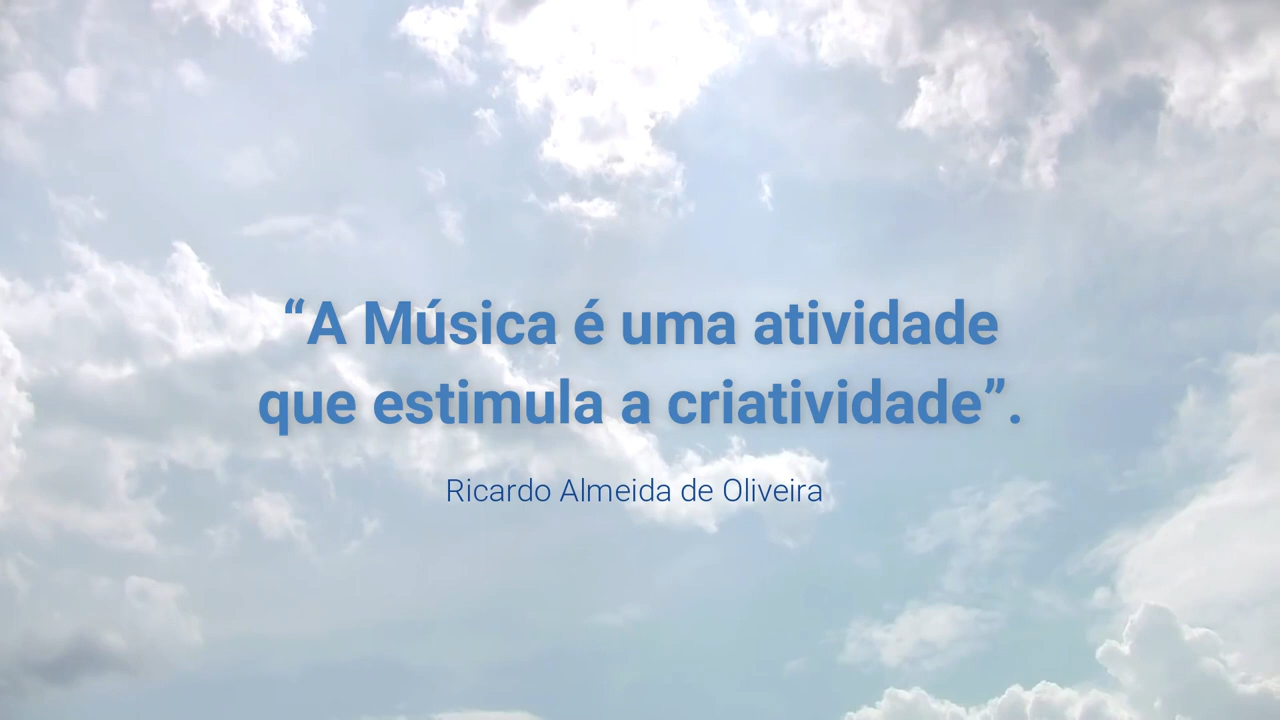 “A Música é uma atividade
que estimula a criatividade”.
Ricardo Almeida de Oliveira